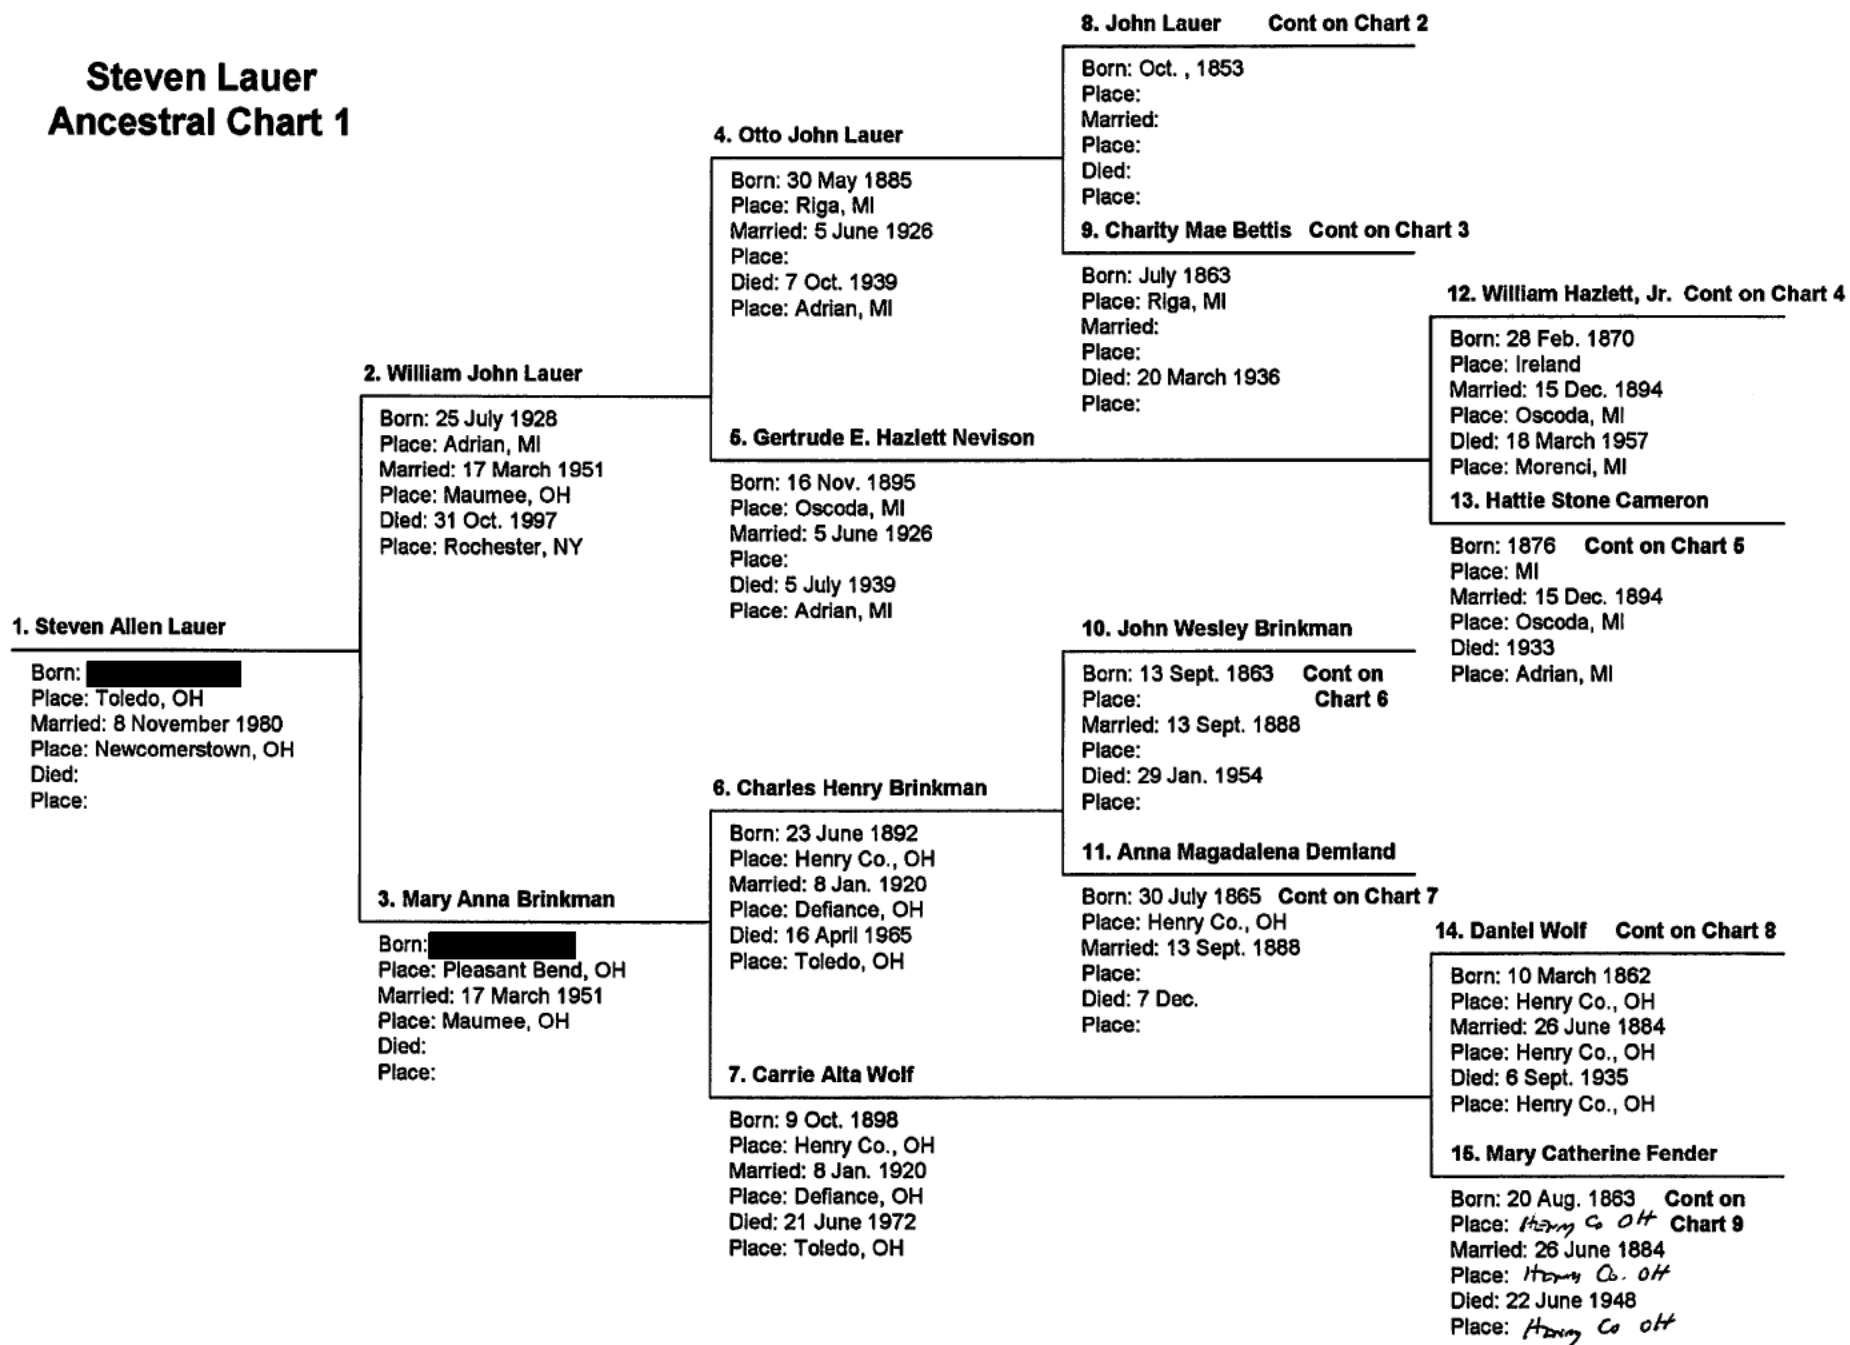 Steven Lauer
Ancestral Chart 1
1. Steven Allen Lauer
Born:
Place: Toledo, OH
Married: 8 November 1980
Place: Newcomerstown, OH
Died:
Place:
2. William John Lauer
Born: 25 July 1928
Place: Adrian, MI
Married: 17 March 1951
Place: Maumee, OH
Died: 31 Oct. 1997
Place: Rochester, NY
3. Mary Anna Brinkman
Born:
Place: Pleasant Bend, OH
Married: 17 March 1951
Place: Maumee, OH
Died:
Place:
4. Otto John Lauer
Born: 30 May 1885
Place: Riga, MI
Married: 5 June 1926
Place:
Died: 7 Oct. 1939
Place: Adrian, MI
5. Gertrude E. Hazlett Nevison
Born: 16 Nov. 1895
Place: Oscoda, MI
Married: 5 June 1926
Place:
Died: 5 July 1939
Place: Adrian, MI
6. Charles Henry Brinkman
Born: 23 June 1892
Place: Henry Co., OH
Married: 8 Jan. 1920
Place: Defiance, OH
Died: 16 April 1965
Place: Toledo, OH
7. Carrie Alta Wolf
Born: 9 Oct. 1898
Place: Henry Co., OH
Married: 8 Jan. 1920
Place: Defiance, OH
Died: 21 June 1972
Place: Toledo, OH
8. John Lauer Cont on Chart 2
Born: Oct. , 1853
Place:
Married:
Place:
Died:
Place:
9. Charity Mae Bettis Cont on Chart 3
Born: July 1863
Place: Riga, MI
Married:
Place:
Died: 20 March 1936
Place:
10. John Wesley Brinkman
Born: 13 Sept. 1863 Cont on
Place: Chart 6
Married: 13 Sept. 1888
Place:
Died: 29 Jan. 1954
Place:
11. Anna Magadalena Demland
Born: 30 July 1865 Cont on Chart 7
Place: Henry Co., OH
Married: 13 Sept. 1888
Place:
Died: 7 Dec.
Place:
12. William Hazlett, Jr. Cont on Chart 4
Born: 28 Feb. 1870
Place: Ireland
Married: 15 Dec. 1894
Place: Oscoda, MI
Died: 18 March 1957
Place: Morenci, MI
13. Hattie Stone Cameron
Born: 1876 Cont on Chart 5
Place: MI
Married: 15 Dec. 1894
Place: Oscoda, MI
Died: 1933
Place: Adrian, MI
14. Daniel Wolf Cont on Chart 8
Born: 10 March 1862
Place: Henry Co., OH
Married: 26 June 1884
Place: Henry Co., OH
Died: 6 Sept. 1935
Place: Henry Co., OH
15. Mary Catherine Fender
Born: 20 Aug. 1863 Cont on
Place: Henry Co OH Chart 9
Married: 26 June 1884
Place: Henry Co. OH
Died: 22 June 1948
Place: Henry Co OH